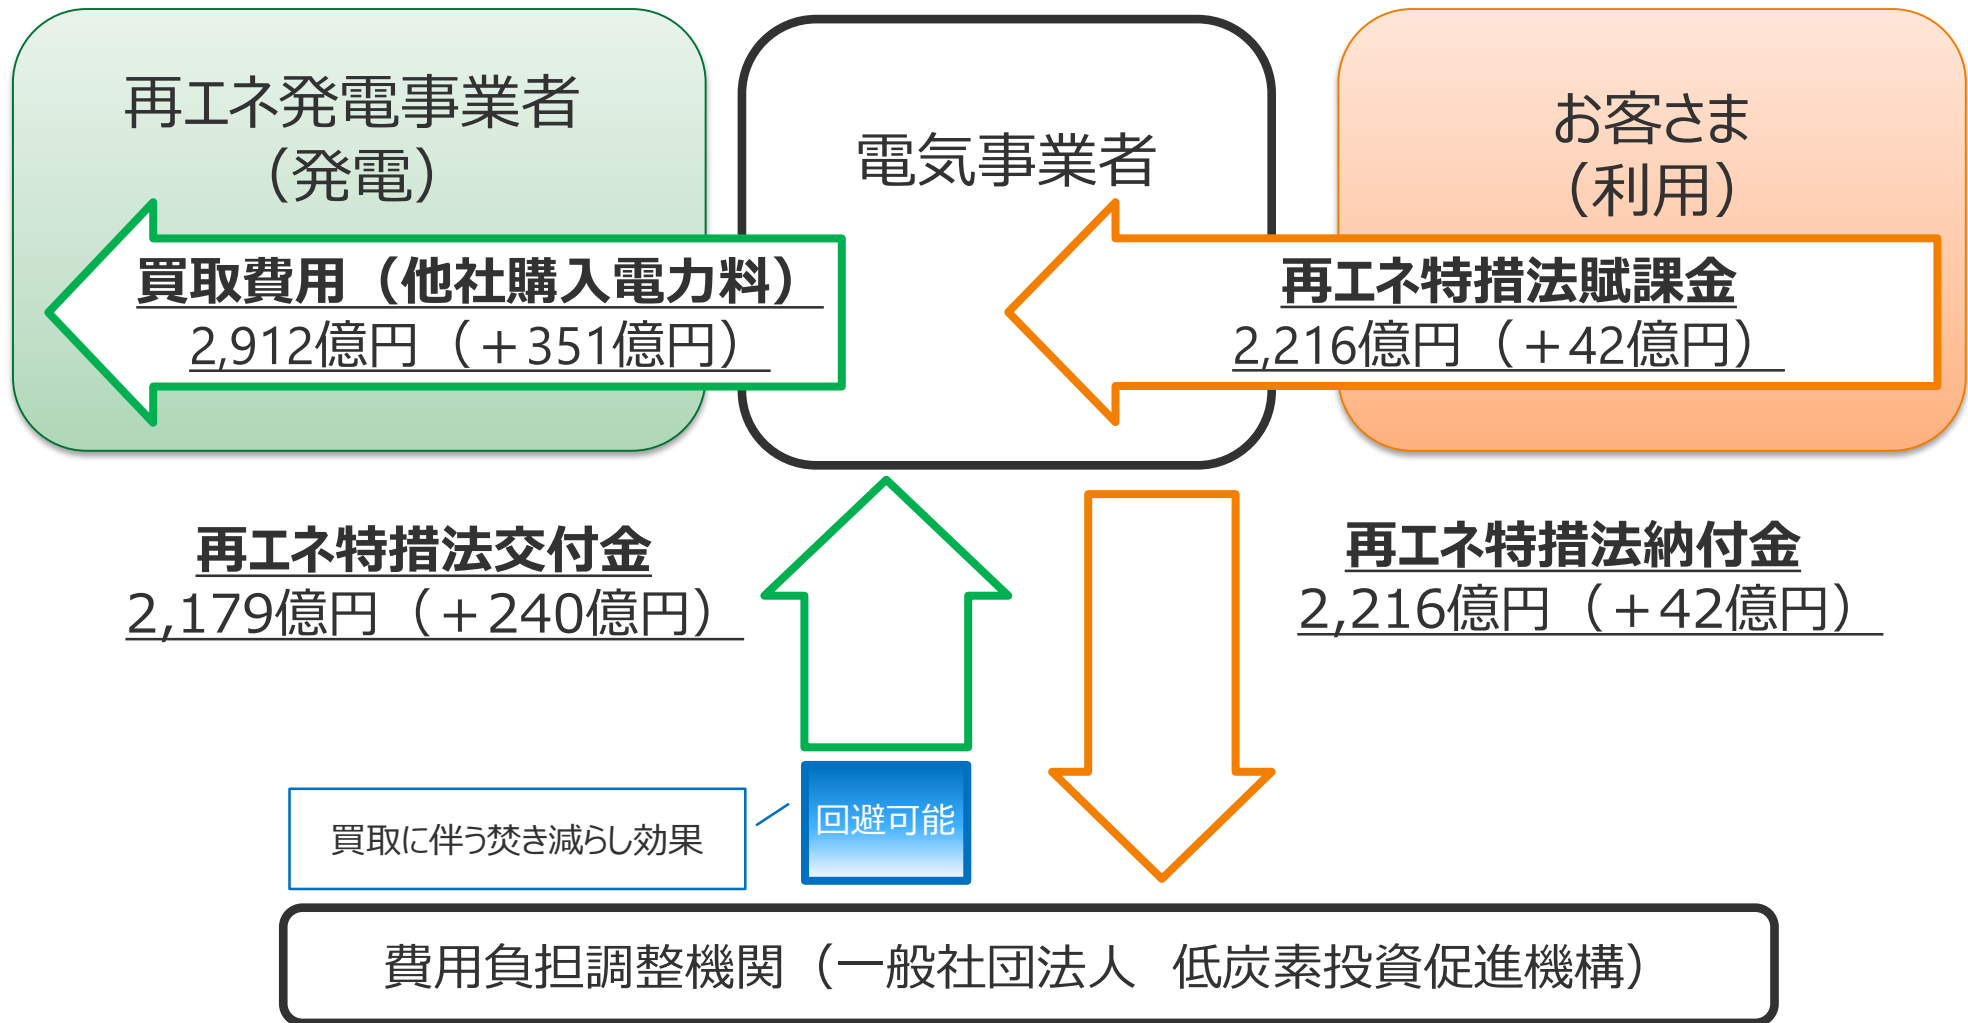 再エネ発電事業者
（発電）
電気事業者
お客さま
（利用）
買取費用（他社購入電力料）
2,912億円（＋351億円）
再エネ特措法賦課金
2,216億円（＋42億円）
再エネ特措法交付金
2,179億円（＋240億円）
再エネ特措法納付金
2,216億円（＋42億円）
回避可能
買取に伴う焚き減らし効果
費用負担調整機関（一般社団法人　低炭素投資促進機構）